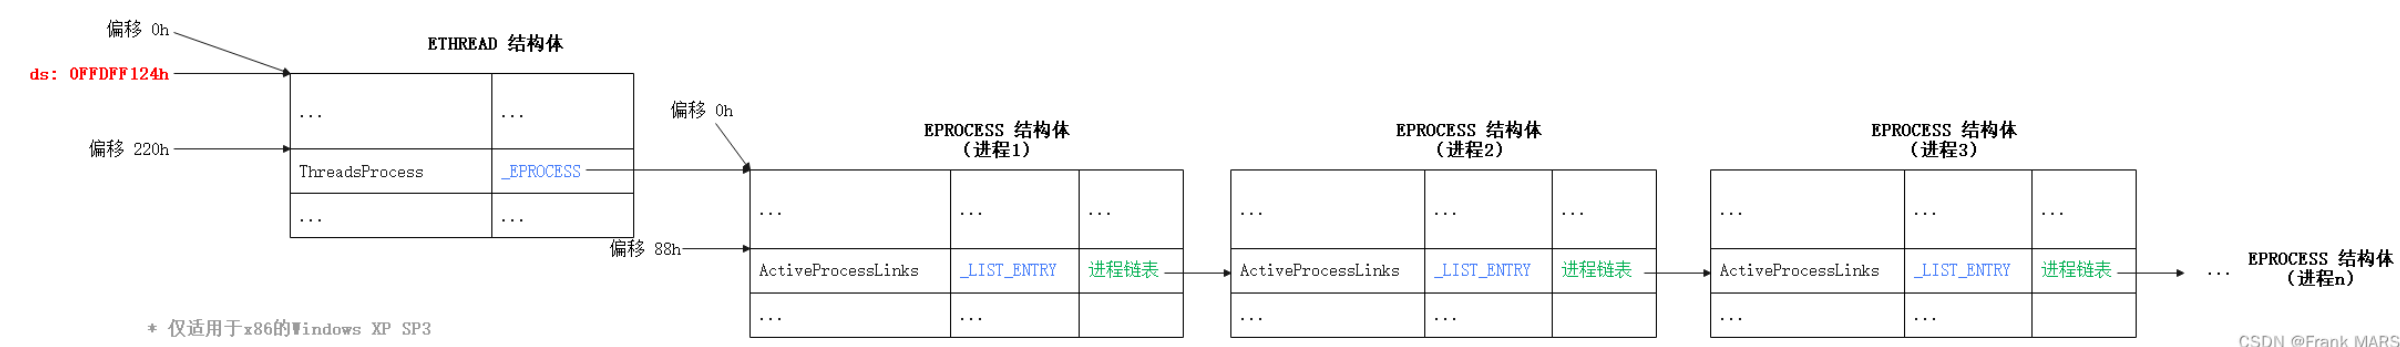 偏移 0h
ETHREAD 结构体
ds: 0FFDFF124h
... ...
偏移 220h
ThreadsProcess _EPROCESS
... ...
偏移 0h
EPROCESS 结构体
（进程1）
... ... ...
偏移 88h
ActiveProcessLinks _LIST_ENTRY 进程链表
... ...
EPROCESS 结构体
（进程2）
... ... ...
ActiveProcessLinks _LIST_ENTRY 进程链表
... ...
EPROCESS 结构体
（进程3）
... ... ...
ActiveProcessLinks _LIST_ENTRY 进程链表
... ...
...
EPROCESS 结构体
（进程n）
* 仅适用于x86的Windows XP SP3
CSDN @Frank MARS